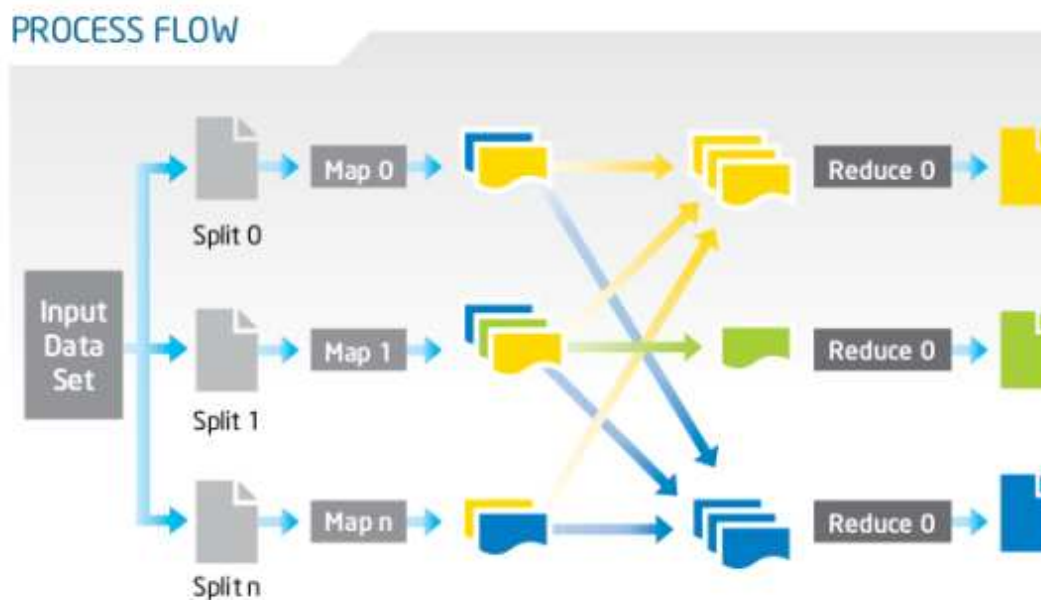 PROCESS FLOW
Map 0
Reduce 0
Split 0
Input
Data
Set
Map 1
Reduce 0
Split 1
Map n
Reduce 0
Split n